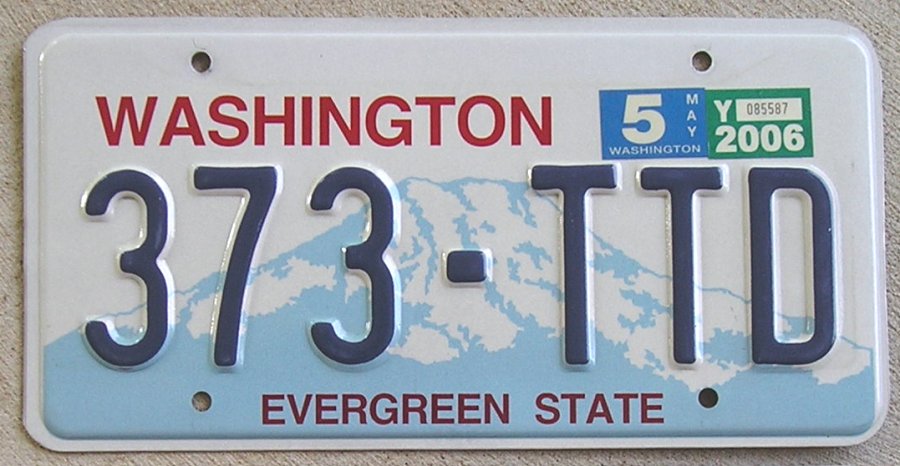 WASHINGTON
5 MAY
WASHINGTON
Y 085587
2006
373-TTD
EVERGREEN STATE